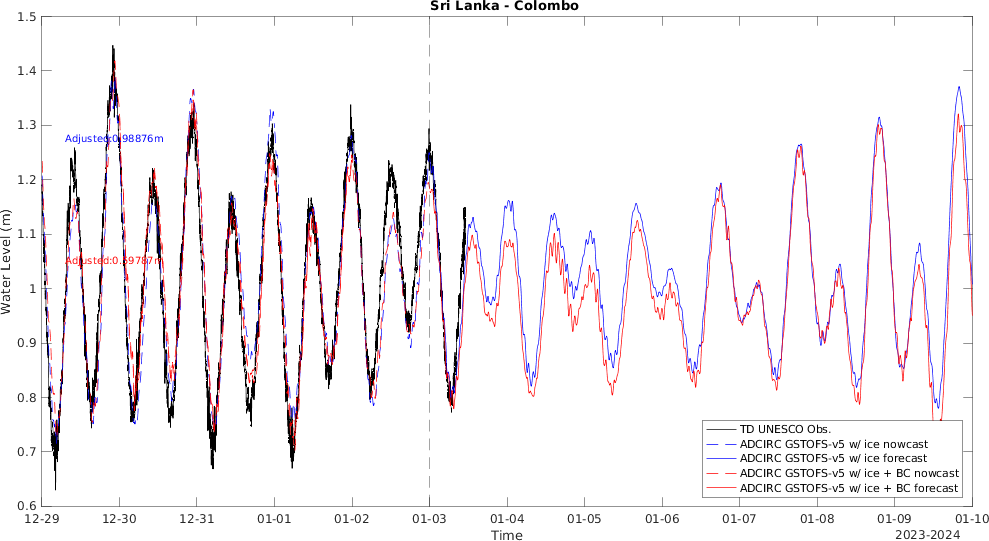 Sri Lanka - Colombo
1.5
1.4
1.3
1.2
1.1
1
0.9
0.8
0.7
0.6
Water Level (m)
Adjusted:0.98876m
Adjusted:0.69787m
TD UNESCO Obs.
ADCIRC GSTOFS-v5 w/ ice nowcast
ADCIRC GSTOFS-v5 w/ ice forecast
ADCIRC GSTOFS-v5 w/ ice + BC nowcast
ADCIRC GSTOFS-v5 w/ ice + BC forecast
12-29 12-30 12-31 01-01 01-02 01-03 01-04 01-05 01-06 01-07 01-08 01-09 01-10
Time
2023-2024